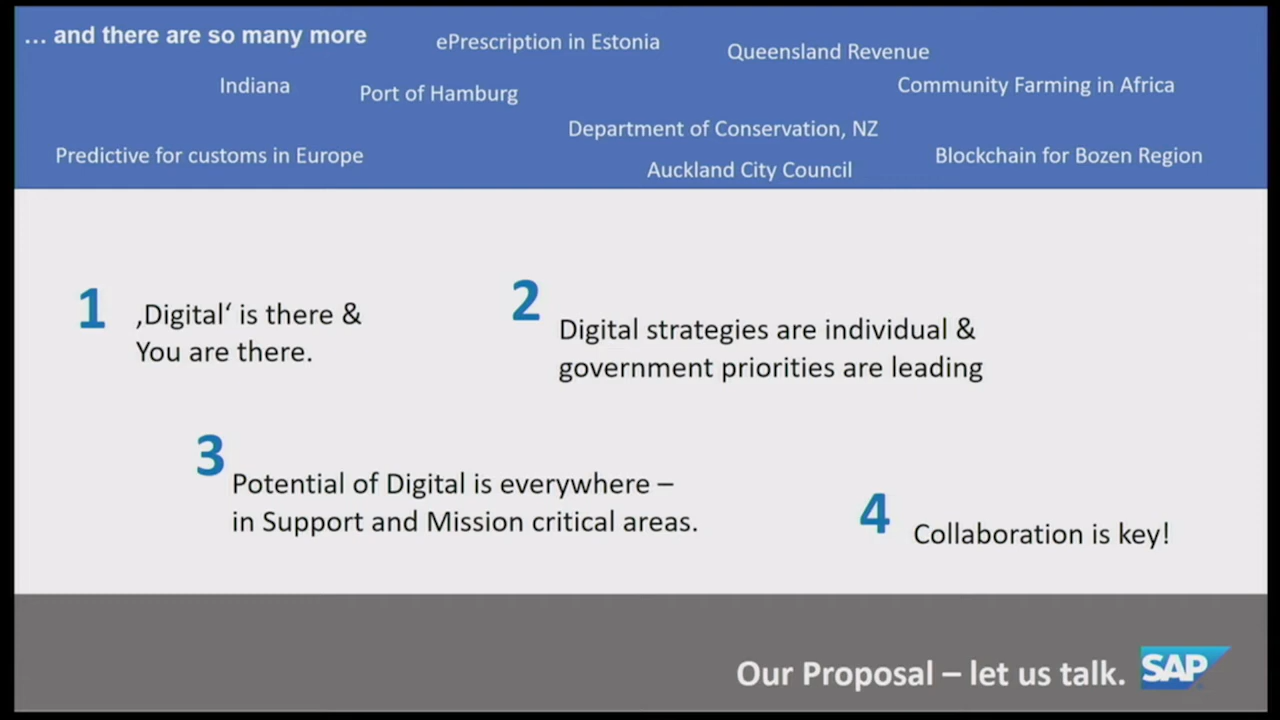 … and there are so many more
ePrescription in Estonia
Queensland Revenue
Indiana
Port of Hamburg
Community Farming in Africa
Department of Conservation, NZ
Predictive for customs in Europe
Auckland City Council
Blockchain for Bozen Region
1
‚Digital‘ is there &
You are there.
2
Digital strategies are individual &
government priorities are leading
3
Potential of Digital is everywhere –
in Support and Mission critical areas.
4
Collaboration is key!
Our Proposal – let us talk.
SAP